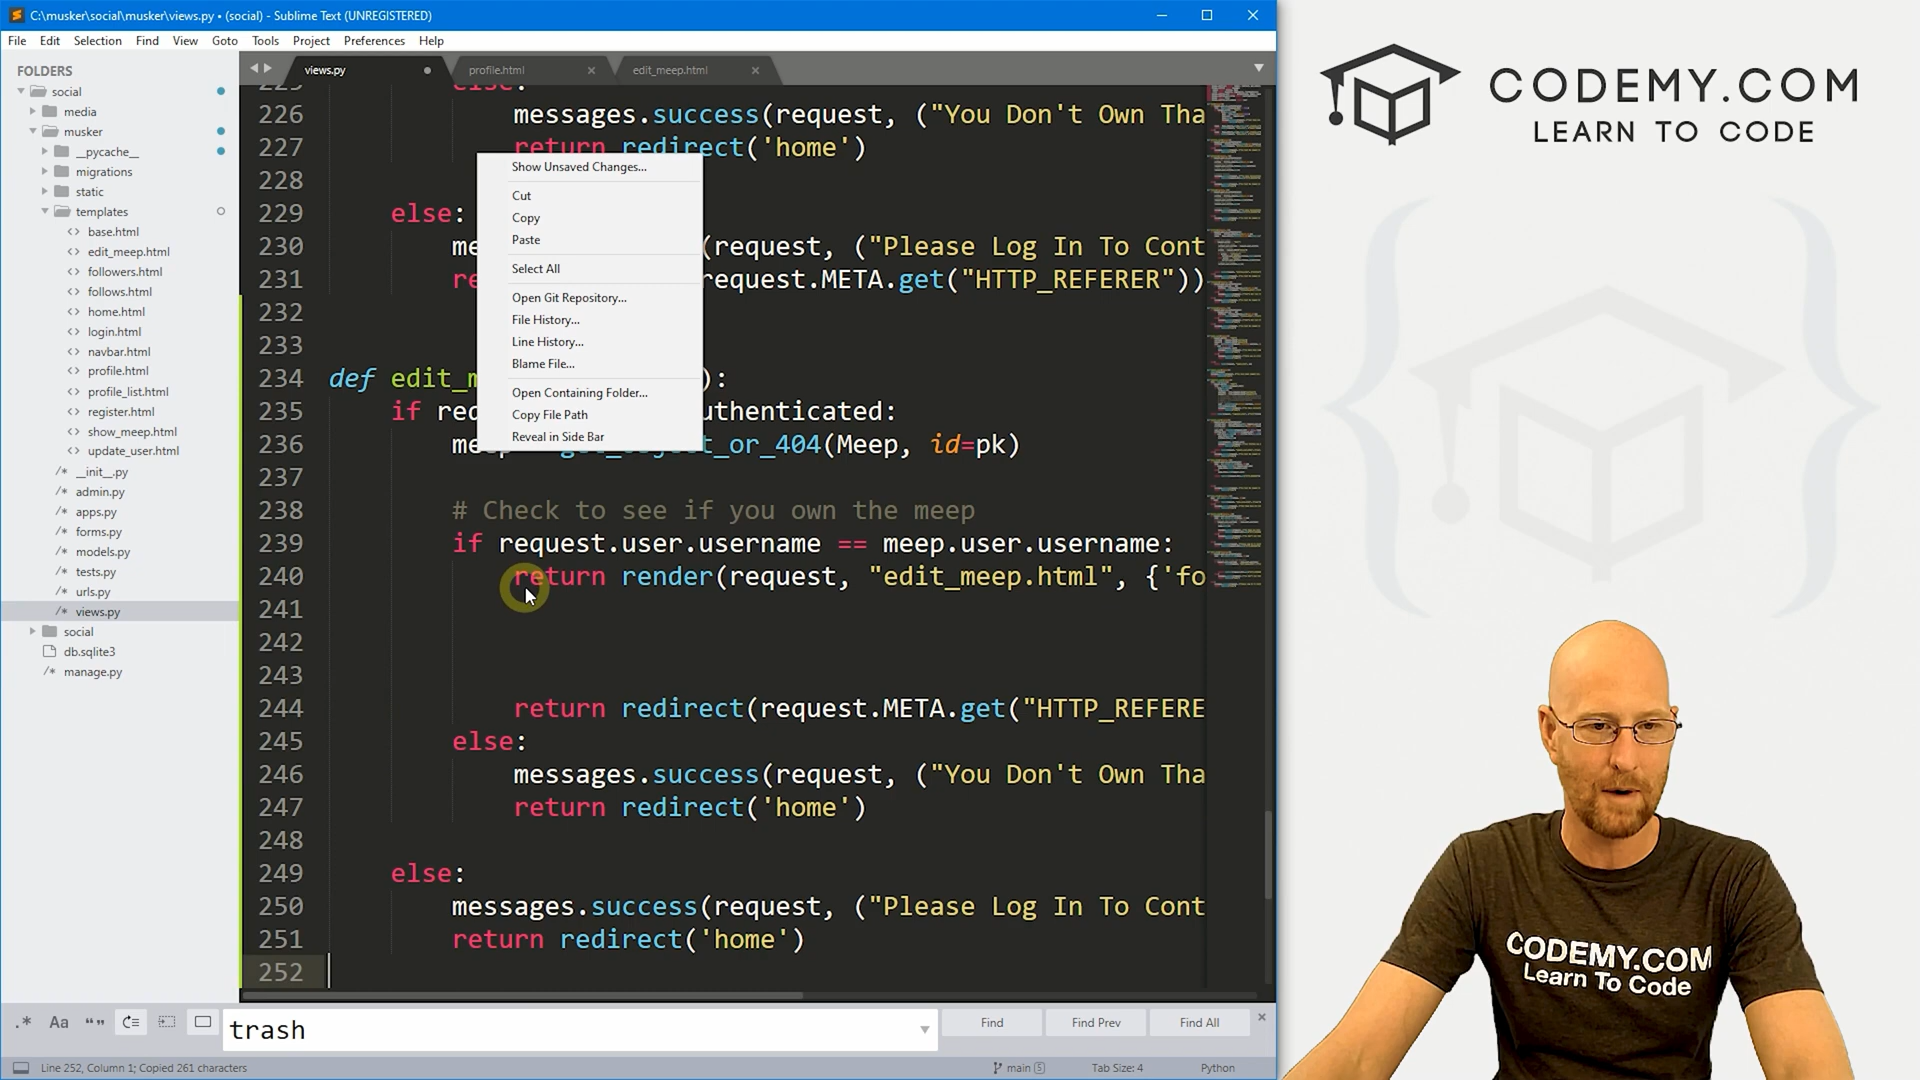 C:\musker\social\musker\views.py • (social) - Sublime Text (UNREGISTERED)
File Edit Selection Find View Goto Tools Project Preferences Help
FOLDERS
social
media
musker
__pycache__
migrations
static
templates
base.html
edit_meep.html
followers.html
follows.html
home.html
login.html
navbar.html
profile.html
profile_list.html
register.html
show_meep.html
update_user.html
__init__.py
admin.py
apps.py
forms.py
models.py
tests.py
urls.py
views.py
social
db.sqlite3
manage.py
views.py profile.html edit_meep.html
226 messages.success(request, ("You Don't Own Tha
227 return redirect('home')
228
229 else:
230 me (request, ("Please Log In To Cont
231 re request.META.get("HTTP_REFERER"))
232
233
234 def edit_m ):
235 if req uthenticated:
236 meep _or_404(Meep, id=pk)
237
238 # Check to see if you own the meep
239 if request.user.username == meep.user.username:
240 return render(request, "edit_meep.html", {'fo
241
242
243
244 return redirect(request.META.get("HTTP_REFERE
245 else:
246 messages.success(request, ("You Don't Own Tha
247 return redirect('home')
248
249 else:
250 messages.success(request, ("Please Log In To Cont
251 return redirect('home')
252
Show Unsaved Changes...
Cut
Copy
Paste
Select All
Open Git Repository...
File History...
Line History...
Blame File...
Open Containing Folder...
Copy File Path
Reveal in Side Bar
.* Aa “” trash Find Find Prev Find All
Line 252, Column 1; Copied 261 characters main 5 Tab Size: 4 Python
CODEMY.COM
LEARN TO CODE
CODEMY.COM
Learn To Code